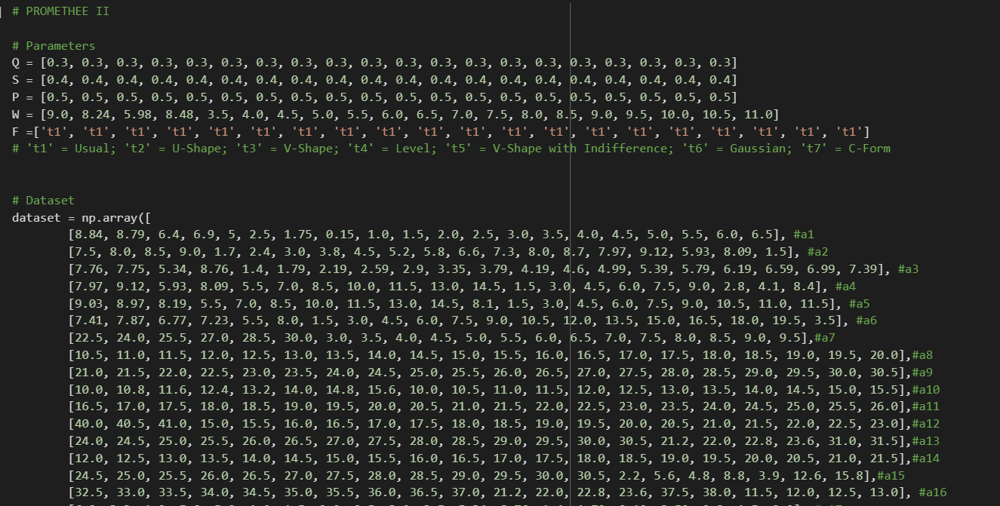 # PROMETHEE II
# Parameters
Q = [0.3, 0.3, 0.3, 0.3, 0.3, 0.3, 0.3, 0.3, 0.3, 0.3, 0.3, 0.3, 0.3, 0.3, 0.3, 0.3, 0.3, 0.3, 0.3, 0.3]
S = [0.4, 0.4, 0.4, 0.4, 0.4, 0.4, 0.4, 0.4, 0.4, 0.4, 0.4, 0.4, 0.4, 0.4, 0.4, 0.4, 0.4, 0.4, 0.4, 0.4]
P = [0.5, 0.5, 0.5, 0.5, 0.5, 0.5, 0.5, 0.5, 0.5, 0.5, 0.5, 0.5, 0.5, 0.5, 0.5, 0.5, 0.5, 0.5, 0.5, 0.5]
W = [9.0, 8.24, 5.98, 8.48, 3.5, 4.0, 4.5, 5.0, 5.5, 6.0, 6.5, 7.0, 7.5, 8.0, 8.5, 9.0, 9.5, 10.0, 10.5, 11.0]
F =['t1', 't1', 't1', 't1', 't1', 't1', 't1', 't1', 't1', 't1', 't1', 't1', 't1', 't1', 't1', 't1', 't1', 't1', 't1', 't1']
# 't1' = Usual; 't2' = U-Shape; 't3' = V-Shape; 't4' = Level; 't5' = V-Shape with Indifference; 't6' = Gaussian; 't7' = C-Form
# Dataset
dataset = np.array([
[8.84, 8.79, 6.4, 6.9, 5, 2.5, 1.75, 0.15, 1.0, 1.5, 2.0, 2.5, 3.0, 3.5, 4.0, 4.5, 5.0, 5.5, 6.0, 6.5], #a1
[7.5, 8.0, 8.5, 9.0, 1.7, 2.4, 3.0, 3.8, 4.5, 5.2, 5.8, 6.6, 7.3, 8.0, 8.7, 7.97, 9.12, 5.93, 8.09, 1.5], #a2
[7.76, 7.75, 5.34, 8.76, 1.4, 1.79, 2.19, 2.59, 2.9, 3.35, 3.79, 4.19, 4.6, 4.99, 5.39, 5.79, 6.19, 6.59, 6.99, 7.39], #a3
[7.97, 9.12, 5.93, 8.09, 5.5, 7.0, 8.5, 10.0, 11.5, 13.0, 14.5, 1.5, 3.0, 4.5, 6.0, 7.5, 9.0, 2.8, 4.1, 8.4], #a4
[9.03, 8.97, 8.19, 5.5, 7.0, 8.5, 10.0, 11.5, 13.0, 14.5, 8.1, 1.5, 3.0, 4.5, 6.0, 7.5, 9.0, 10.5, 11.0, 11.5], #a5
[7.41, 7.87, 6.77, 7.23, 5.5, 8.0, 1.5, 3.0, 4.5, 6.0, 7.5, 9.0, 10.5, 12.0, 13.5, 15.0, 16.5, 18.0, 19.5, 3.5], #a6
[22.5, 24.0, 25.5, 27.0, 28.5, 30.0, 3.0, 3.5, 4.0, 4.5, 5.0, 5.5, 6.0, 6.5, 7.0, 7.5, 8.0, 8.5, 9.0, 9.5],#a7
[10.5, 11.0, 11.5, 12.0, 12.5, 13.0, 13.5, 14.0, 14.5, 15.0, 15.5, 16.0, 16.5, 17.0, 17.5, 18.0, 18.5, 19.0, 19.5, 20.0],#a8
[21.0, 21.5, 22.0, 22.5, 23.0, 23.5, 24.0, 24.5, 25.0, 25.5, 26.0, 26.5, 27.0, 27.5, 28.0, 28.5, 29.0, 29.5, 30.0, 30.5],#a9
[10.0, 10.8, 11.6, 12.4, 13.2, 14.0, 14.8, 15.6, 10.0, 10.5, 11.0, 11.5, 12.0, 12.5, 13.0, 13.5, 14.0, 14.5, 15.0, 15.5],#a10
[16.5, 17.0, 17.5, 18.0, 18.5, 19.0, 19.5, 20.0, 20.5, 21.0, 21.5, 22.0, 22.5, 23.0, 23.5, 24.0, 24.5, 25.0, 25.5, 26.0],#a11
[40.0, 40.5, 41.0, 15.0, 15.5, 16.0, 16.5, 17.0, 17.5, 18.0, 18.5, 19.0, 19.5, 20.0, 20.5, 21.0, 21.5, 22.0, 22.5, 23.0],#a12
[24.0, 24.5, 25.0, 25.5, 26.0, 26.5, 27.0, 27.5, 28.0, 28.5, 29.0, 29.5, 30.0, 30.5, 21.2, 22.0, 22.8, 23.6, 31.0, 31.5],#a13
[12.0, 12.5, 13.0, 13.5, 14.0, 14.5, 15.0, 15.5, 16.0, 16.5, 17.0, 17.5, 18.0, 18.5, 19.0, 19.5, 20.0, 20.5, 21.0, 21.5],#a14
[24.5, 25.0, 25.5, 26.0, 26.5, 27.0, 27.5, 28.0, 28.5, 29.0, 29.5, 30.0, 30.5, 2.2, 5.6, 4.8, 8.8, 3.9, 12.6, 15.8],#a15
[32.5, 33.0, 33.5, 34.0, 34.5, 35.0, 35.5, 36.0, 36.5, 37.0, 21.2, 22.0, 22.8, 23.6, 37.5, 38.0, 11.5, 12.0, 12.5, 13.0], #a16